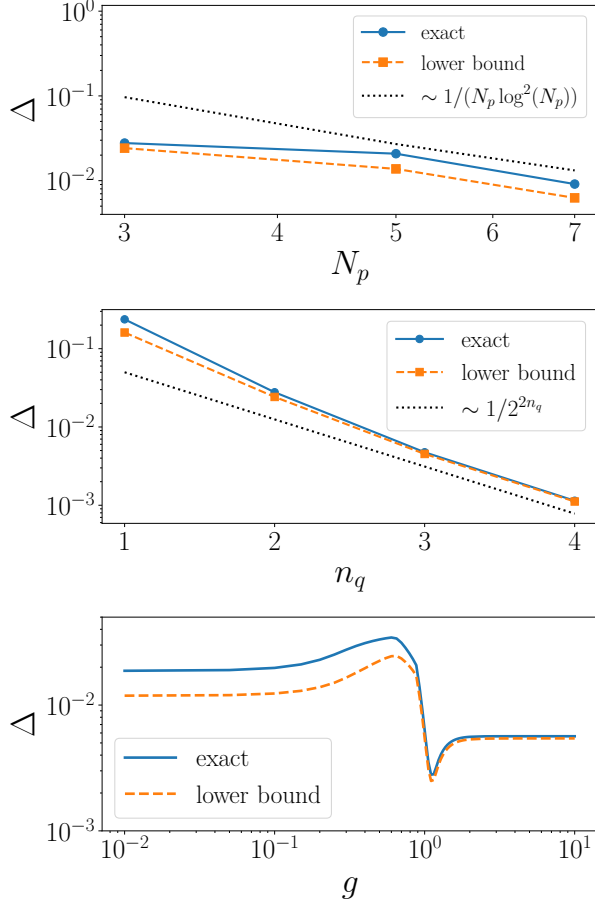 10^0
10^{-1}
10^{-2}
Δ
exact
lower bound
∼ 1/(N_p log^2(N_p))
3 4 5 6 7
N_p
10^{-1}
10^{-2}
10^{-3}
Δ
exact
lower bound
∼ 1/2^{2n_q}
1 2 3 4
n_q
10^{-2}
10^{-3}
Δ
exact
lower bound
10^{-2} 10^{-1} 10^0 10^1
g